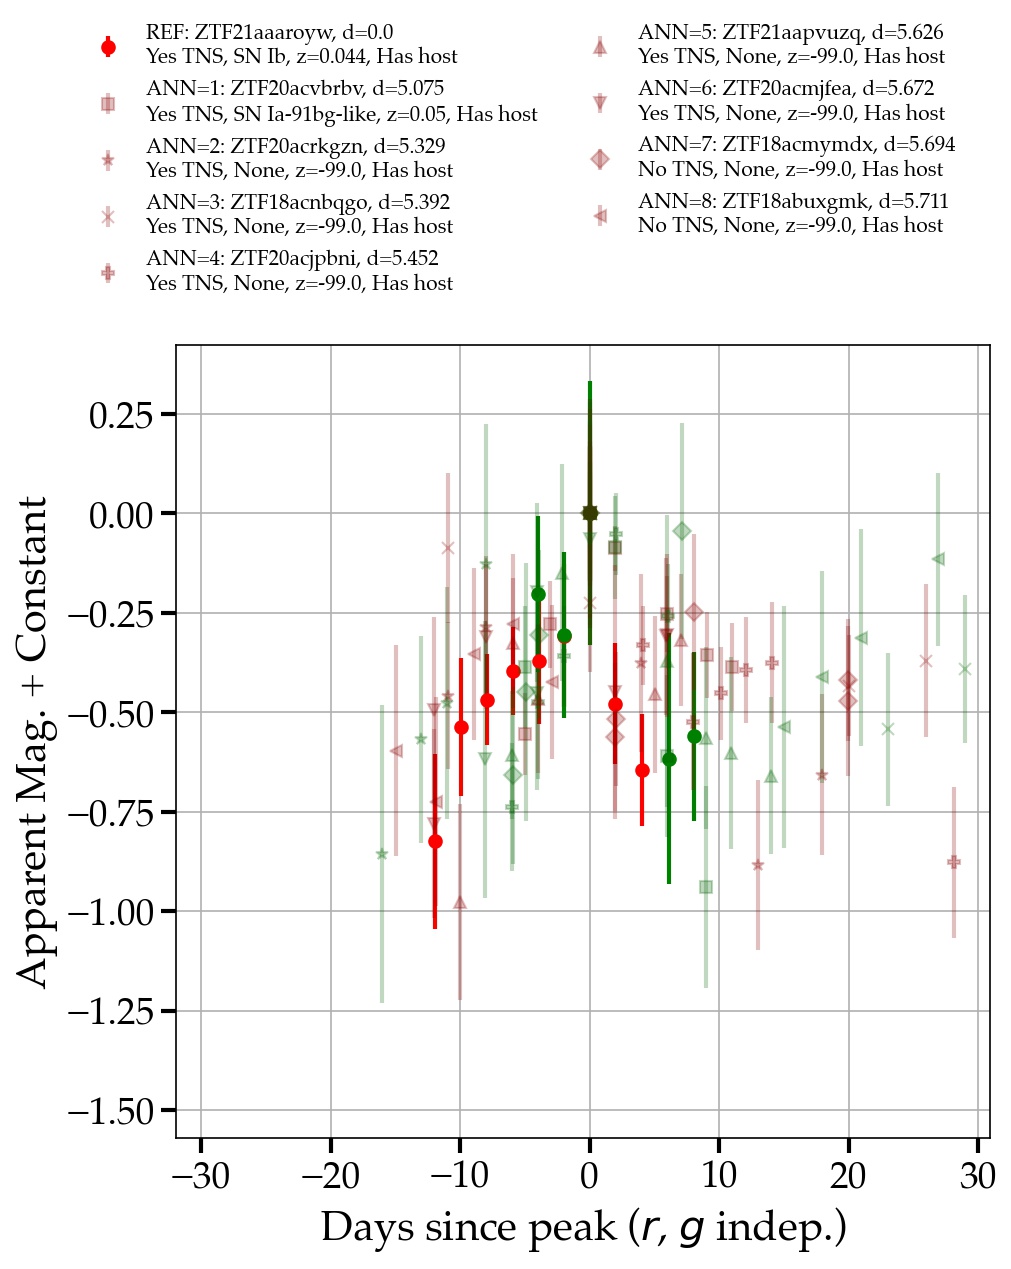 REF: ZTF21aaaroyw, d=0.0
Yes TNS, SN Ib, z=0.044, Has host
ANN=1: ZTF20acvbrbv, d=5.075
Yes TNS, SN Ia-91bg-like, z=0.05, Has host
ANN=2: ZTF20acrkgzn, d=5.329
Yes TNS, None, z=-99.0, Has host
ANN=3: ZTF18acnbqgo, d=5.392
Yes TNS, None, z=-99.0, Has host
ANN=4: ZTF20acjpbni, d=5.452
Yes TNS, None, z=-99.0, Has host
ANN=5: ZTF21aapvuzq, d=5.626
Yes TNS, None, z=-99.0, Has host
ANN=6: ZTF20acmjfea, d=5.672
Yes TNS, None, z=-99.0, Has host
ANN=7: ZTF18acmymdx, d=5.694
No TNS, None, z=-99.0, Has host
ANN=8: ZTF18abuxgmk, d=5.711
No TNS, None, z=-99.0, Has host
Apparent Mag. + Constant
0.25
0.00
−0.25
−0.50
−0.75
−1.00
−1.25
−1.50
−30 −20 −10 0 10 20 30
Days since peak (r, g indep.)